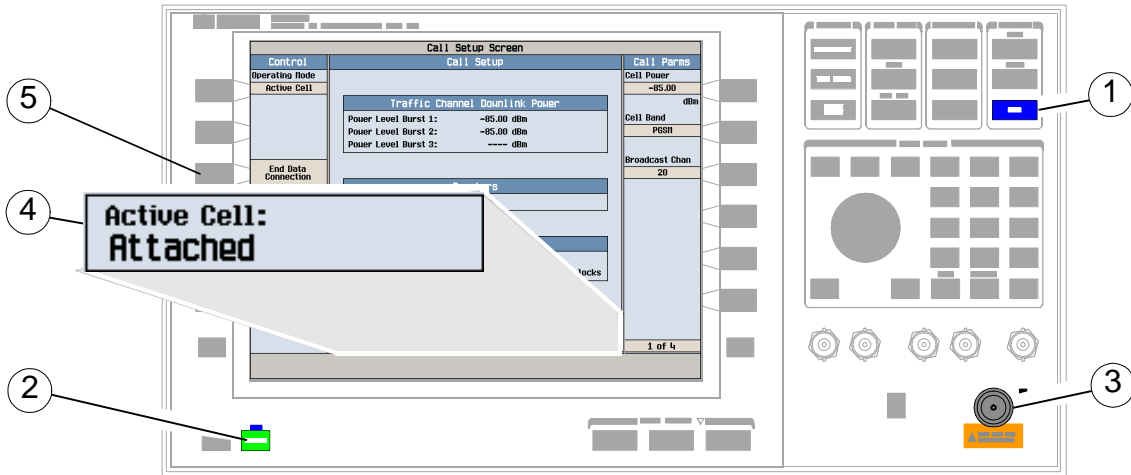 Call Setup Screen
Control
Call Setup
Call Parms
Operating Mode
Active Cell
Cell Power
-85.00
dBm
Traffic Channel Downlink Power
Power Level Burst 1: -85.00 dBm
Power Level Burst 2: -85.00 dBm
Power Level Burst 3: ---- dBm
Cell Band
PGSM
End Data
Connection
Broadcast Chan
20
Active Cell:
Attached
locks
1 of 4
5
1
4
2
3